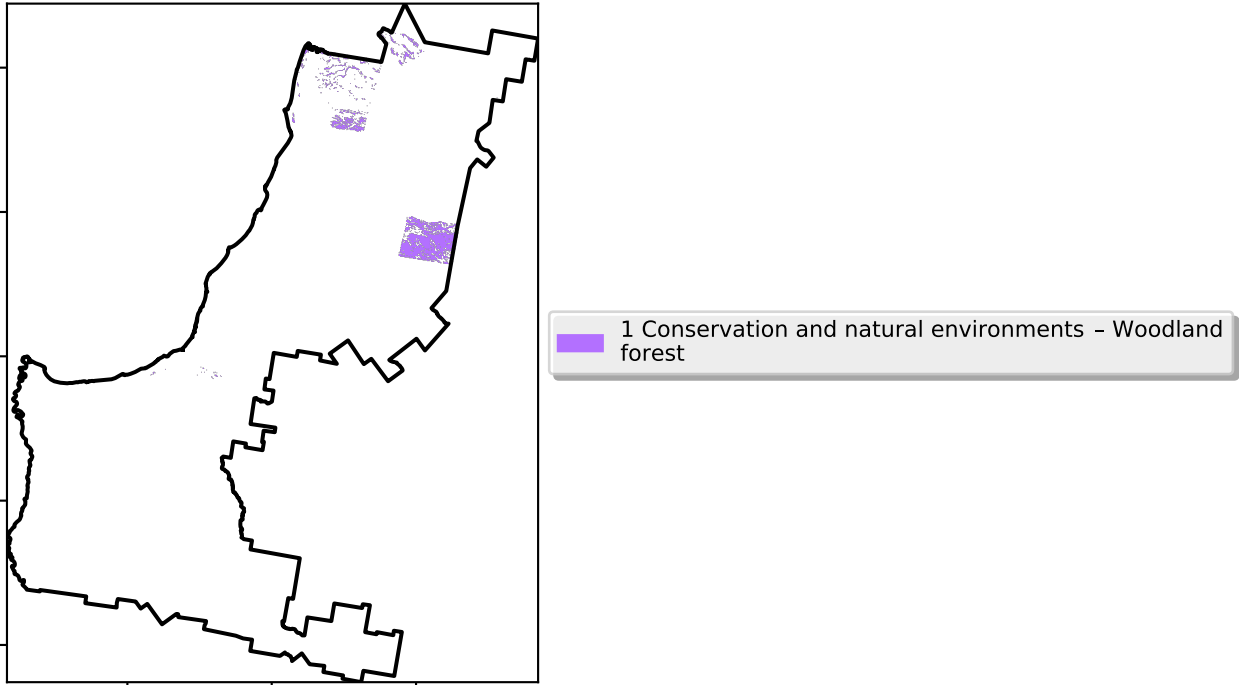 1 Conservation and natural environments – Woodland
forest